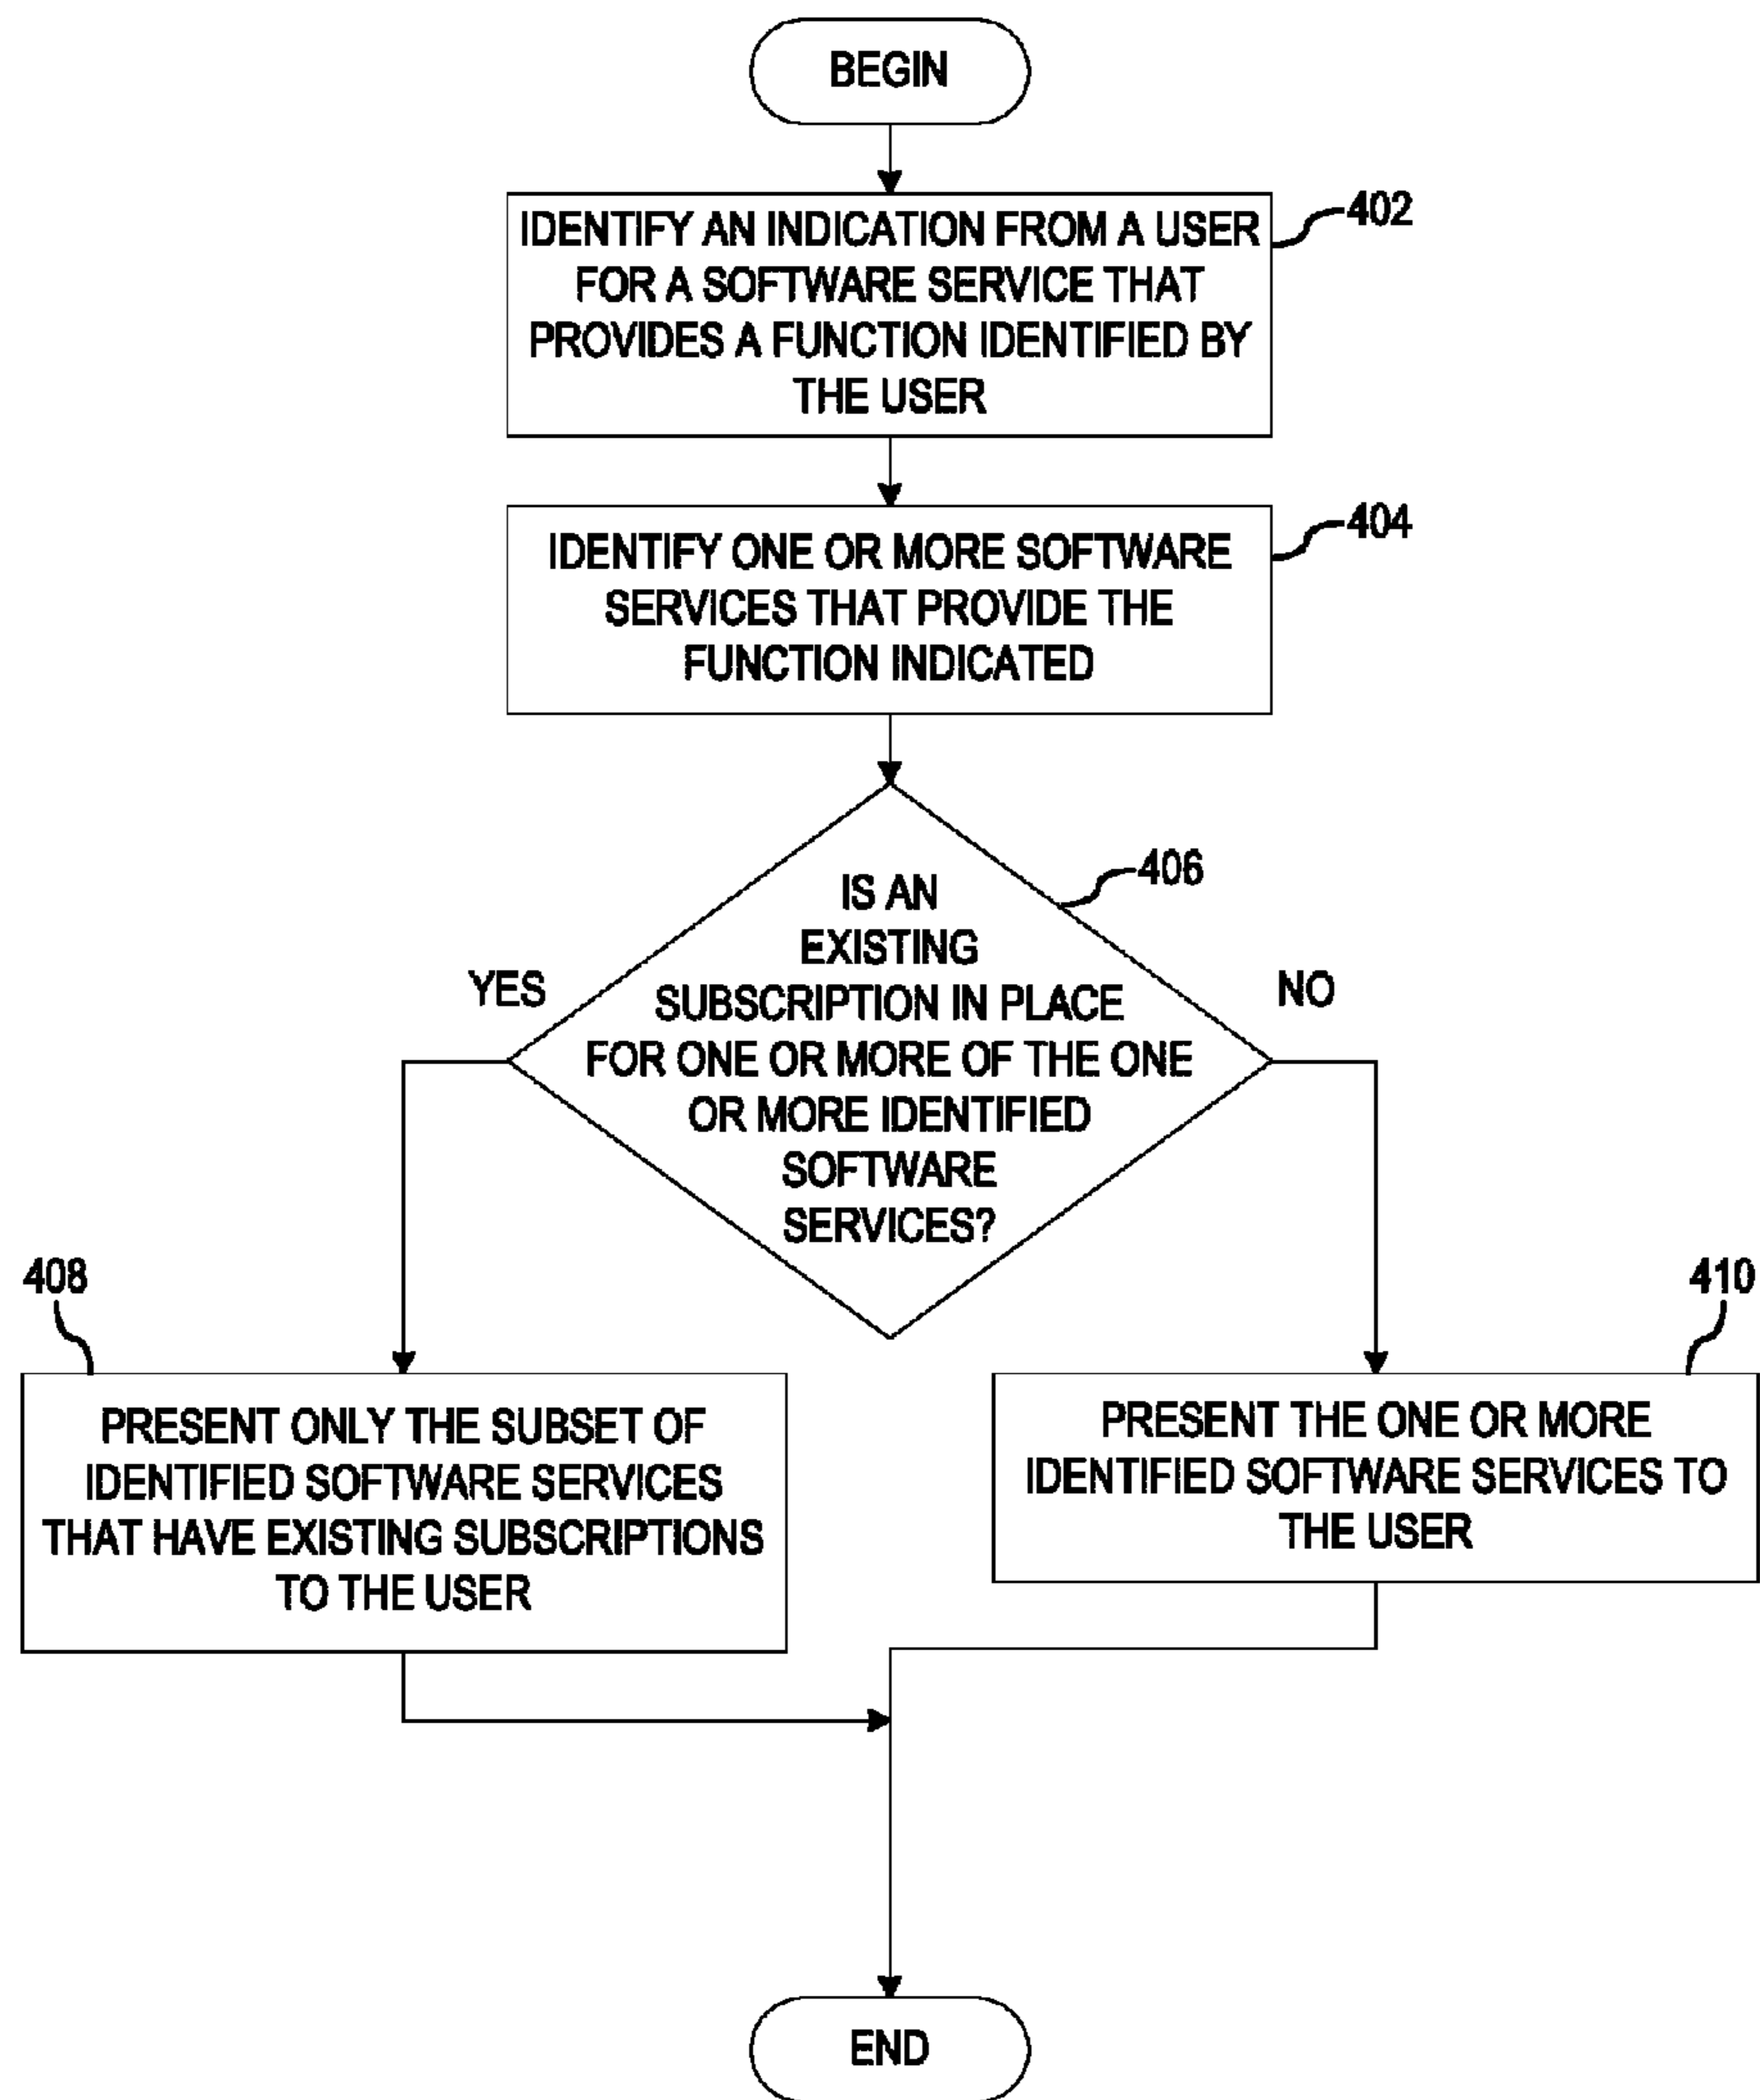 BEGIN
IDENTIFY AN INDICATION FROM A USER
FOR A SOFTWARE SERVICE THAT
PROVIDES A FUNCTION IDENTIFIED BY
THE USER
402
IDENTIFY ONE OR MORE SOFTWARE
SERVICES THAT PROVIDE THE
FUNCTION INDICATED
404
IS AN
EXISTING
SUBSCRIPTION IN PLACE
FOR ONE OR MORE OF THE ONE
OR MORE IDENTIFIED
SOFTWARE
SERVICES?
406
YES
NO
408
PRESENT ONLY THE SUBSET OF
IDENTIFIED SOFTWARE SERVICES
THAT HAVE EXISTING SUBSCRIPTIONS
TO THE USER
410
PRESENT THE ONE OR MORE
IDENTIFIED SOFTWARE SERVICES TO
THE USER
END